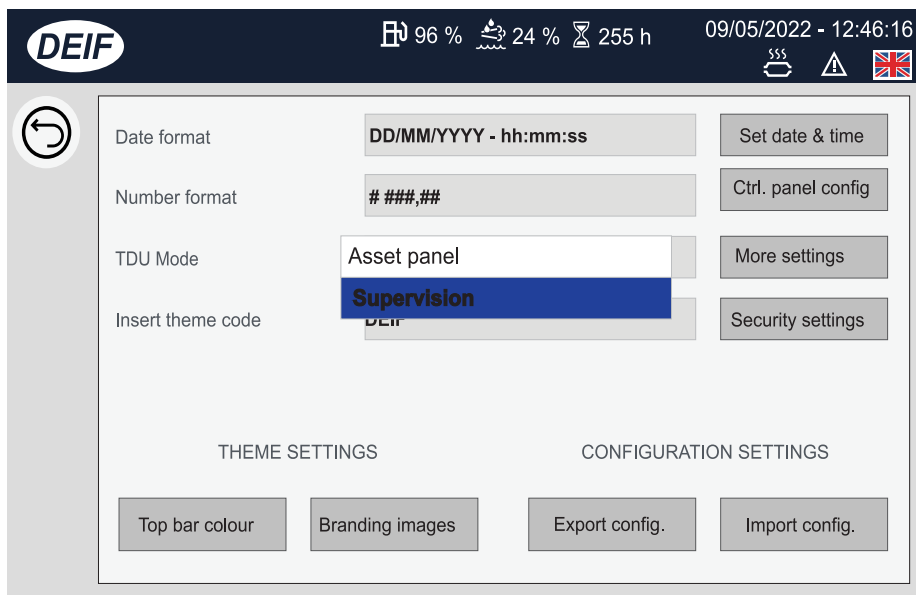 DEIF
96 % 24 % 255 h
09/05/2022 - 12:46:16
Date format DD/MM/YYYY - hh:mm:ss Set date & time
Number format # ###,## Ctrl. panel config
TDU Mode Asset panel More settings
Supervision
Insert theme code DEIF Security settings
THEME SETTINGS CONFIGURATION SETTINGS
Top bar colour Branding images Export config. Import config.